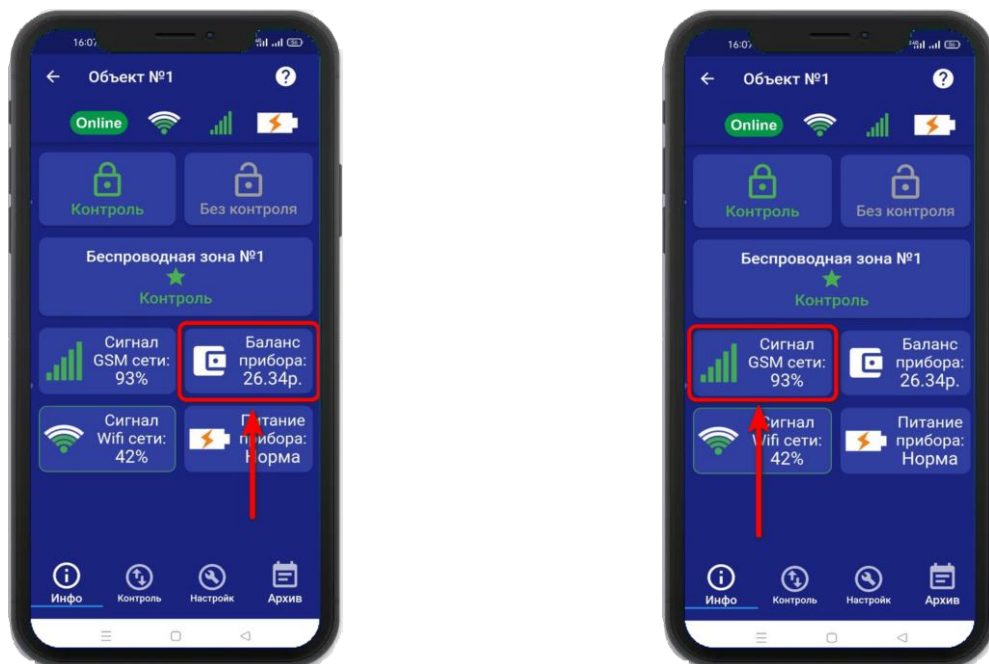 16:07
Объект №1
?
Online
Контроль
Без контроля
Беспроводная зона №1
Контроль
Сигнал
GSM сети:
93%
Баланс
прибора:
26.34р.
Сигнал
Wifi сети:
42%
Питание
прибора:
Норма
Инфо
Контроль
Настройк
Архив
16:07
Объект №1
?
Online
Контроль
Без контроля
Беспроводная зона №1
Контроль
Сигнал
GSM сети:
93%
Баланс
прибора:
26.34р.
Сигнал
Wifi сети:
42%
Питание
прибора:
Норма
Инфо
Контроль
Настройк
Архив